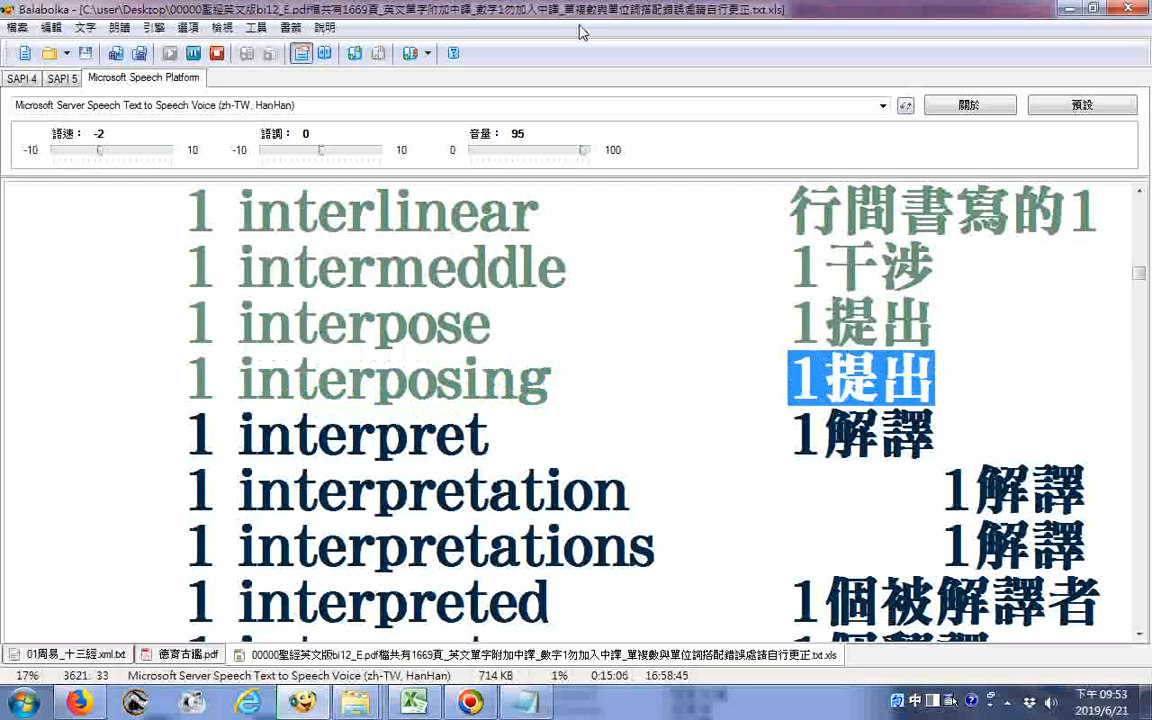 Balabolka - [C:\user\Desktop\00000聖經英文版bi12_E.pdf檔共有1669頁_英文單字附加中譯_數字1勿加入中譯_單複數與單位詞搭配錯誤處請自行更正.txt.xls]
檔案 編輯 文字 朗讀 引擎 選項 檢視 工具 書籤 說明
SAPI 4 SAPI 5 Microsoft Speech Platform
Microsoft Server Speech Text to Speech Voice (zh-TW, HanHan) 關於 預設
語速： -2 語調： 0 音量： 95
-10 10 -10 10 0 100
1 interlinear 行間書寫的1
1 intermeddle 1干涉
1 interpose 1提出
1 interposing 1提出
1 interpret 1解譯
1 interpretation 1解譯
1 interpretations 1解譯
1 interpreted 1個被解譯者
01周易_十三經.xml.txt 德育古鑑.pdf 00000聖經英文版bi12_E.pdf檔共有1669頁_英文單字附加中譯_數字1勿加入中譯_單複數與單位詞搭配錯誤處請自行更正.txt.xls
17% 3621: 33 Microsoft Server Speech Text to Speech Voice (zh-TW, HanHan) 714 KB 1% 0:15:06 16:58:45
中 下午 09:53
2019/6/21